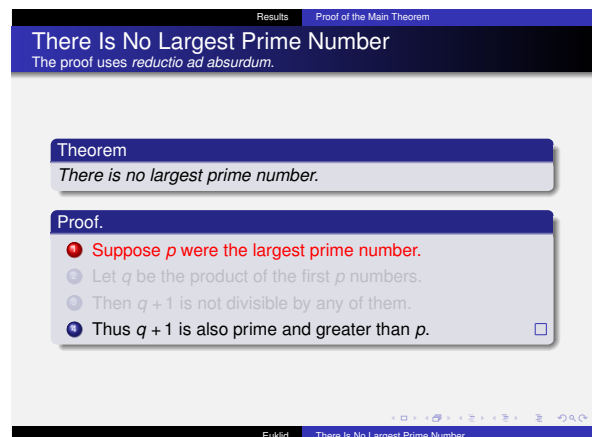 Results Proof of the Main Theorem
There Is No Largest Prime Number
The proof uses reductio ad absurdum.
Theorem
There is no largest prime number.
Proof.
1 Suppose p were the largest prime number.
2 Let q be the product of the first p numbers.
3 Then q + 1 is not divisible by any of them.
4 Thus q + 1 is also prime and greater than p. □
Euklid There Is No Largest Prime Number